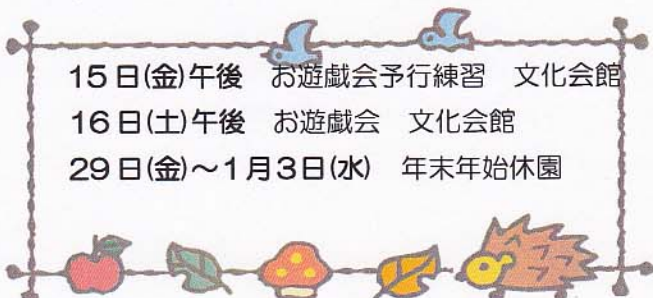 15日(金)午後　お遊戯会予行練習　文化会館
16日(土)午後　お遊戯会　文化会館
29日(金)～1月3日(水)　年末年始休園